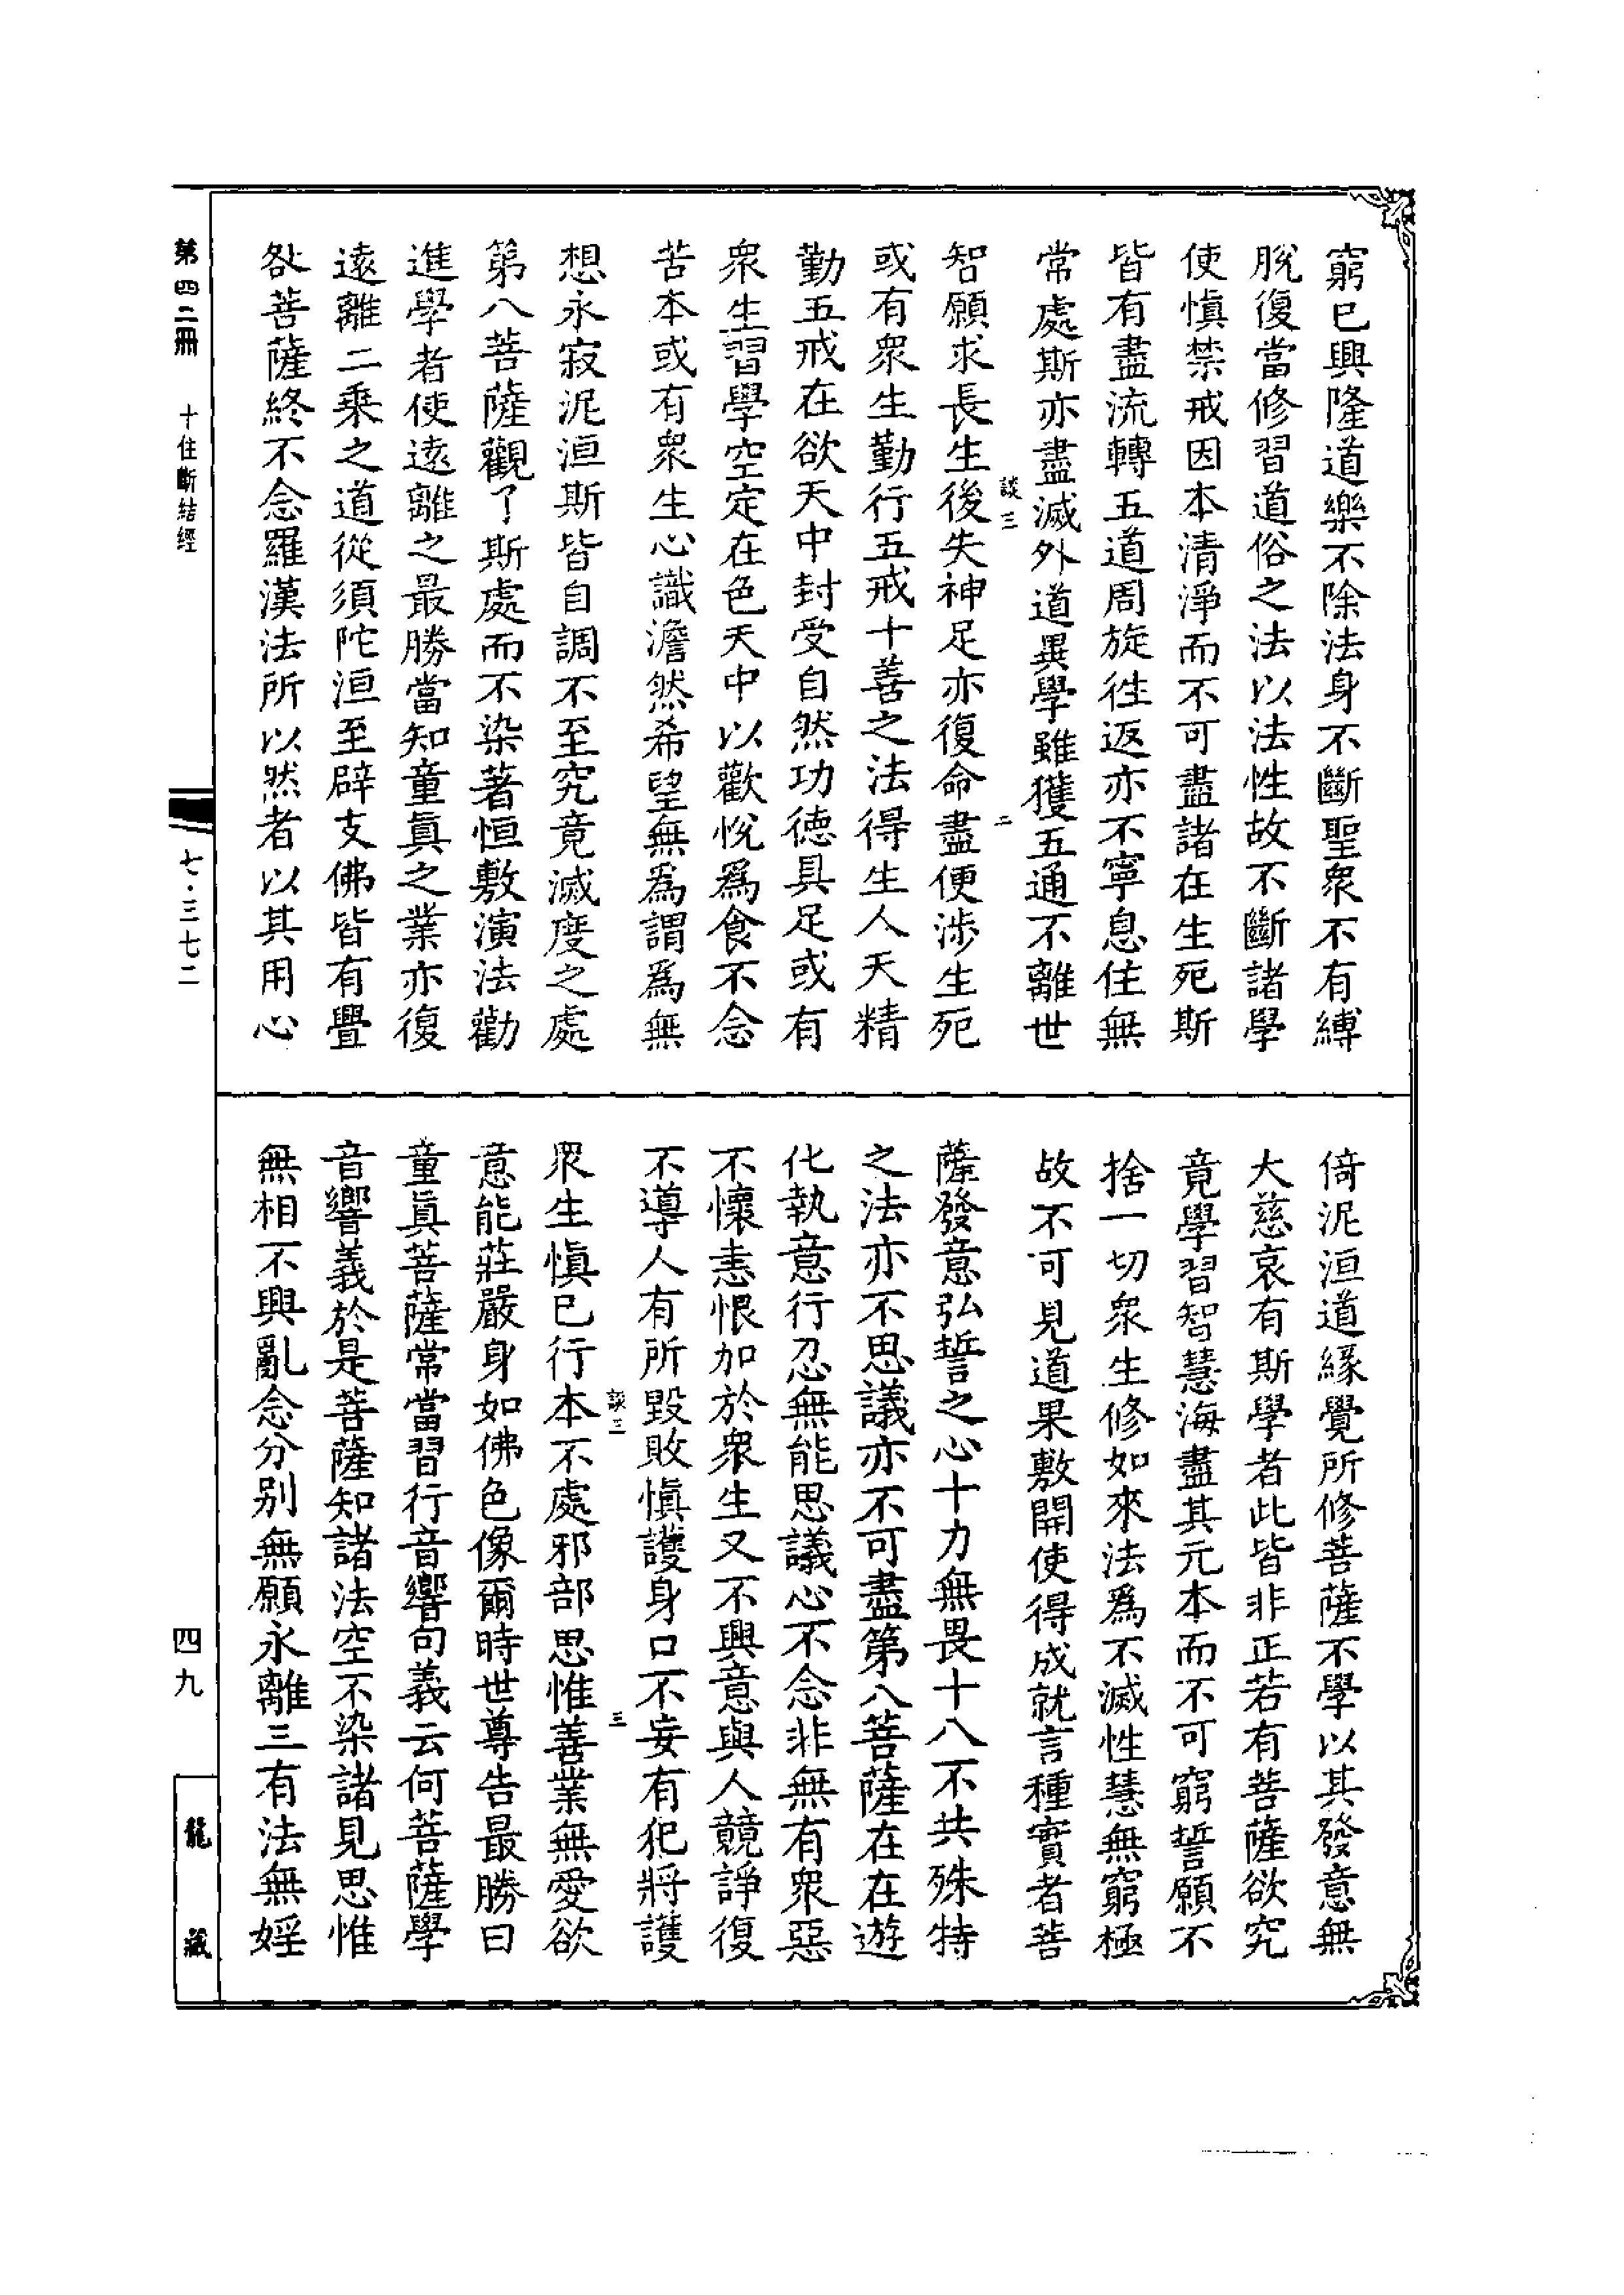 窮已興隆道樂不除法身不斷聖衆不有縛
脫復當修習道俗之法以法性故不斷諸學
使慎禁戒因本清淨而不可盡諸在生死斯
皆有盡流轉五道周旋往返亦不寧息住無
常處斯亦盡滅外道異學雖獲五通不離世
談三
二
智願求長生後失神足亦復命盡便涉生死
或有衆生勤行五戒十善之法得生人天精
勤五戒在欲天中封受自然功德具足或有
衆生習學空定在色天中以歡悅爲食不念
苦本或有衆生心識澹然希望無爲謂爲無
想永寂泥洹斯皆自調不至究竟滅度之處
第八菩薩觀了斯處而不染著恒敷演法勸
進學者使遠離之最勝當知童眞之業亦復
遠離二乘之道從須陀洹至辟支佛皆有疊
咎菩薩終不念羅漢法所以然者以其用心
倚泥洹道緣覺所修菩薩不學以其發意無
大慈哀有斯學者此皆非正若有菩薩欲究
竟學習智慧海盡其元本而不可窮誓願不
捨一切衆生修如來法爲不滅性慧無窮極
故不可見道果敷開使得成就言種實者菩
薩發意弘誓之心十力無畏十八不共殊特
之法亦不思議亦不可盡第八菩薩在在遊
化執意行忍無能思議心不念非無有衆惡
不懷恚恨加於衆生又不興意與人競諍復
不導人有所毀敗慎護身口不妄有犯將護
談三
三
衆生慎已行本不處邪部思惟善業無愛欲
意能莊嚴身如佛色像爾時世尊告最勝曰
童眞菩薩常當習行音響句義云何菩薩學
音響義於是菩薩知諸法空不染諸見思惟
無相不興亂念分別無願永離三有法無婬
第四二冊
十住斷結經
七·三七二
四九
龍藏